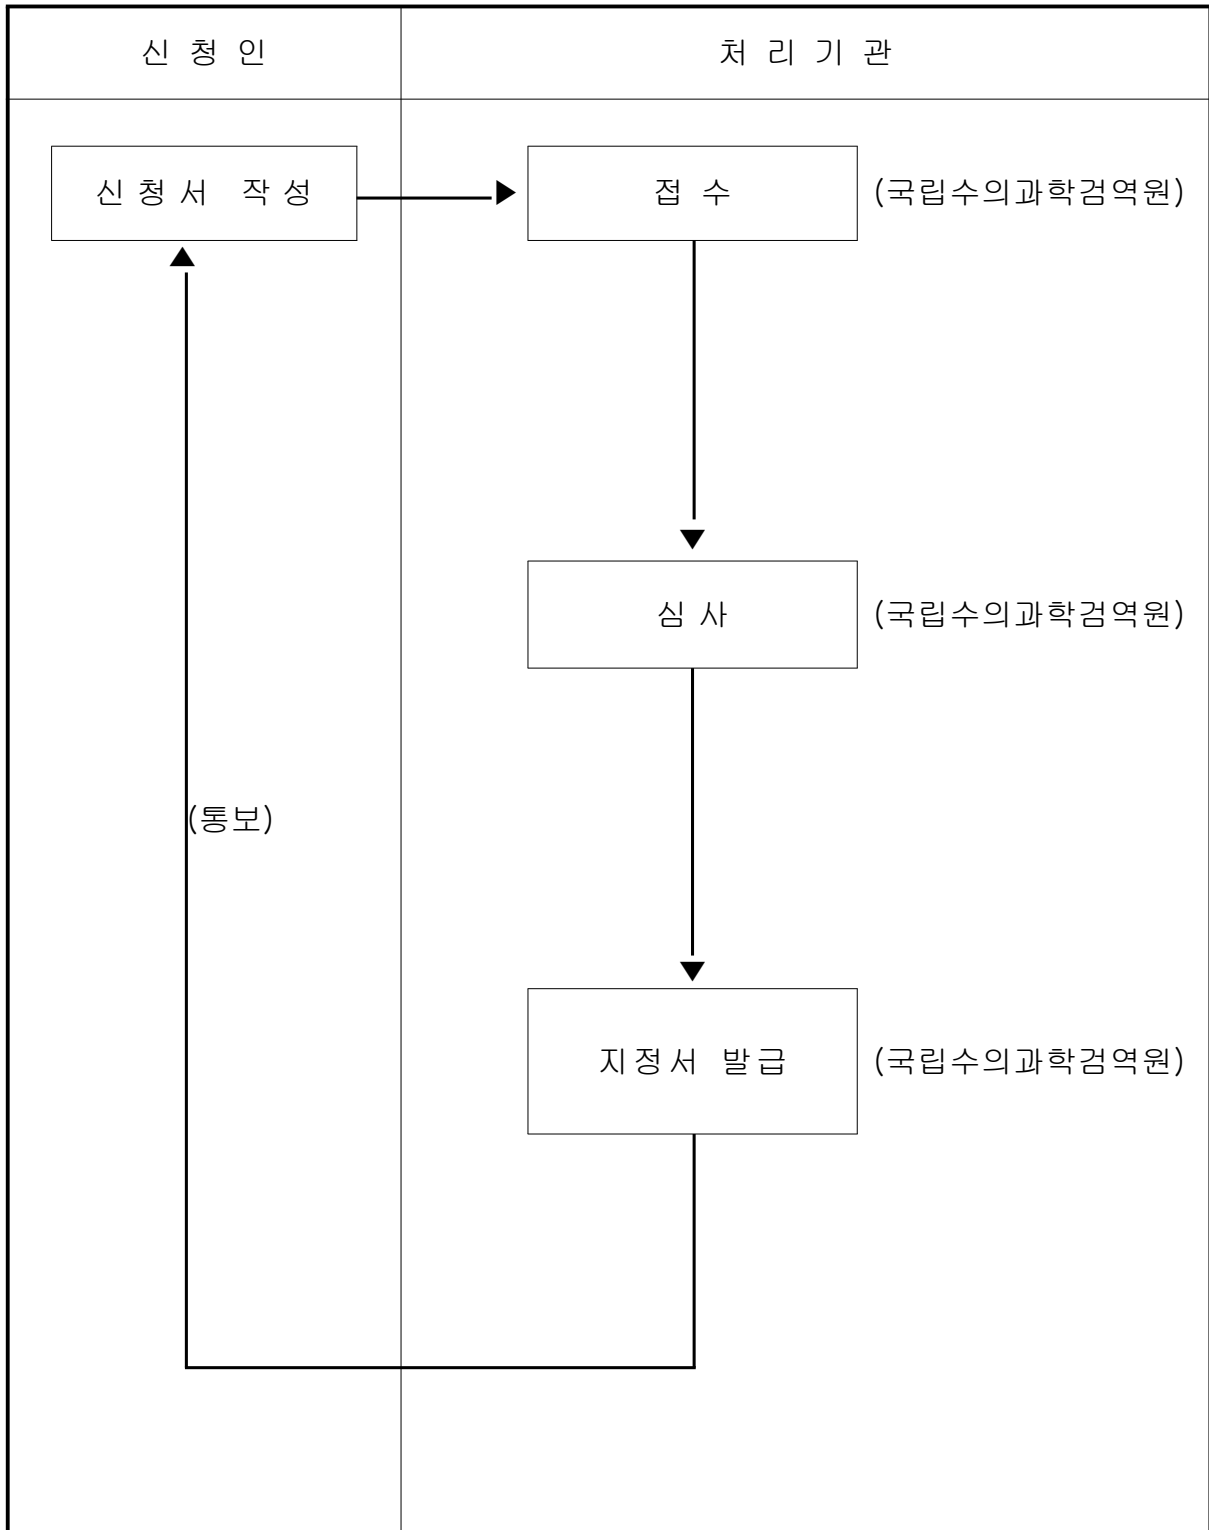 신 청 인
처 리 기 관
신 청 서 작 성
접 수
(국립수의과학검역원)
심 사
(국립수의과학검역원)
(통보)
지정서 발급
(국립수의과학검역원)